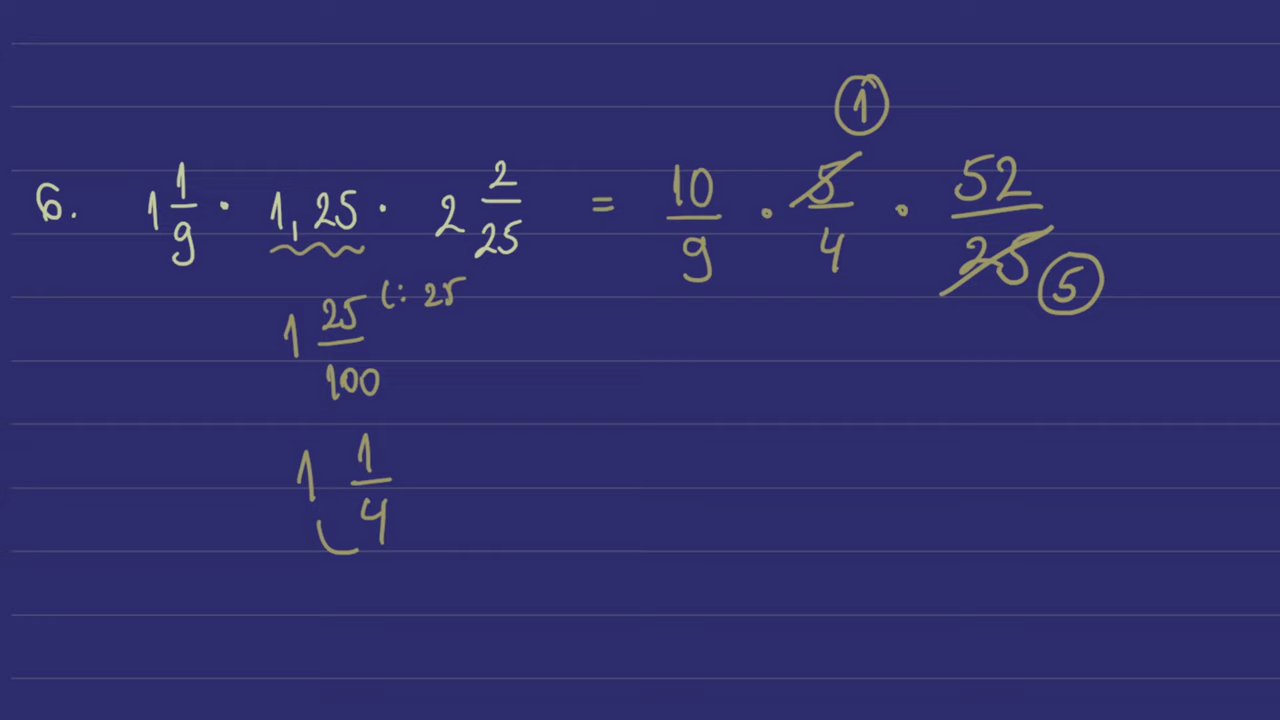 6. 1 1/9 · 1,25 · 2 2/25 = 10/9 · 5/4 · 52/25
1
5
1 25/100 (: 25
1 1/4